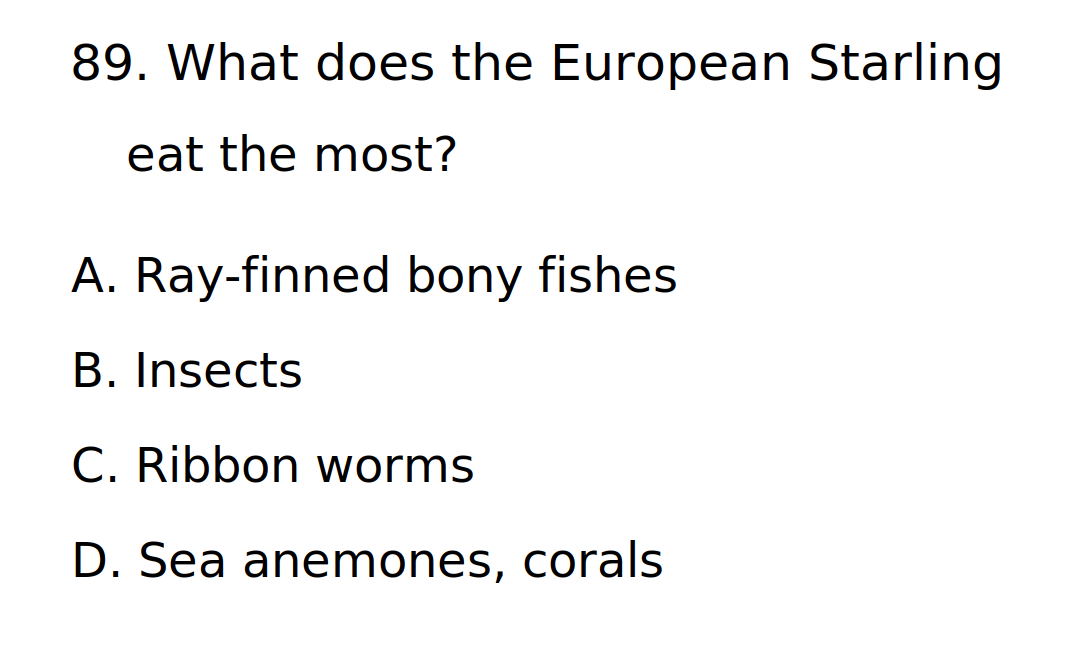 89. What does the European Starling
eat the most?
A. Ray-finned bony fishes
B. Insects
C. Ribbon worms
D. Sea anemones, corals